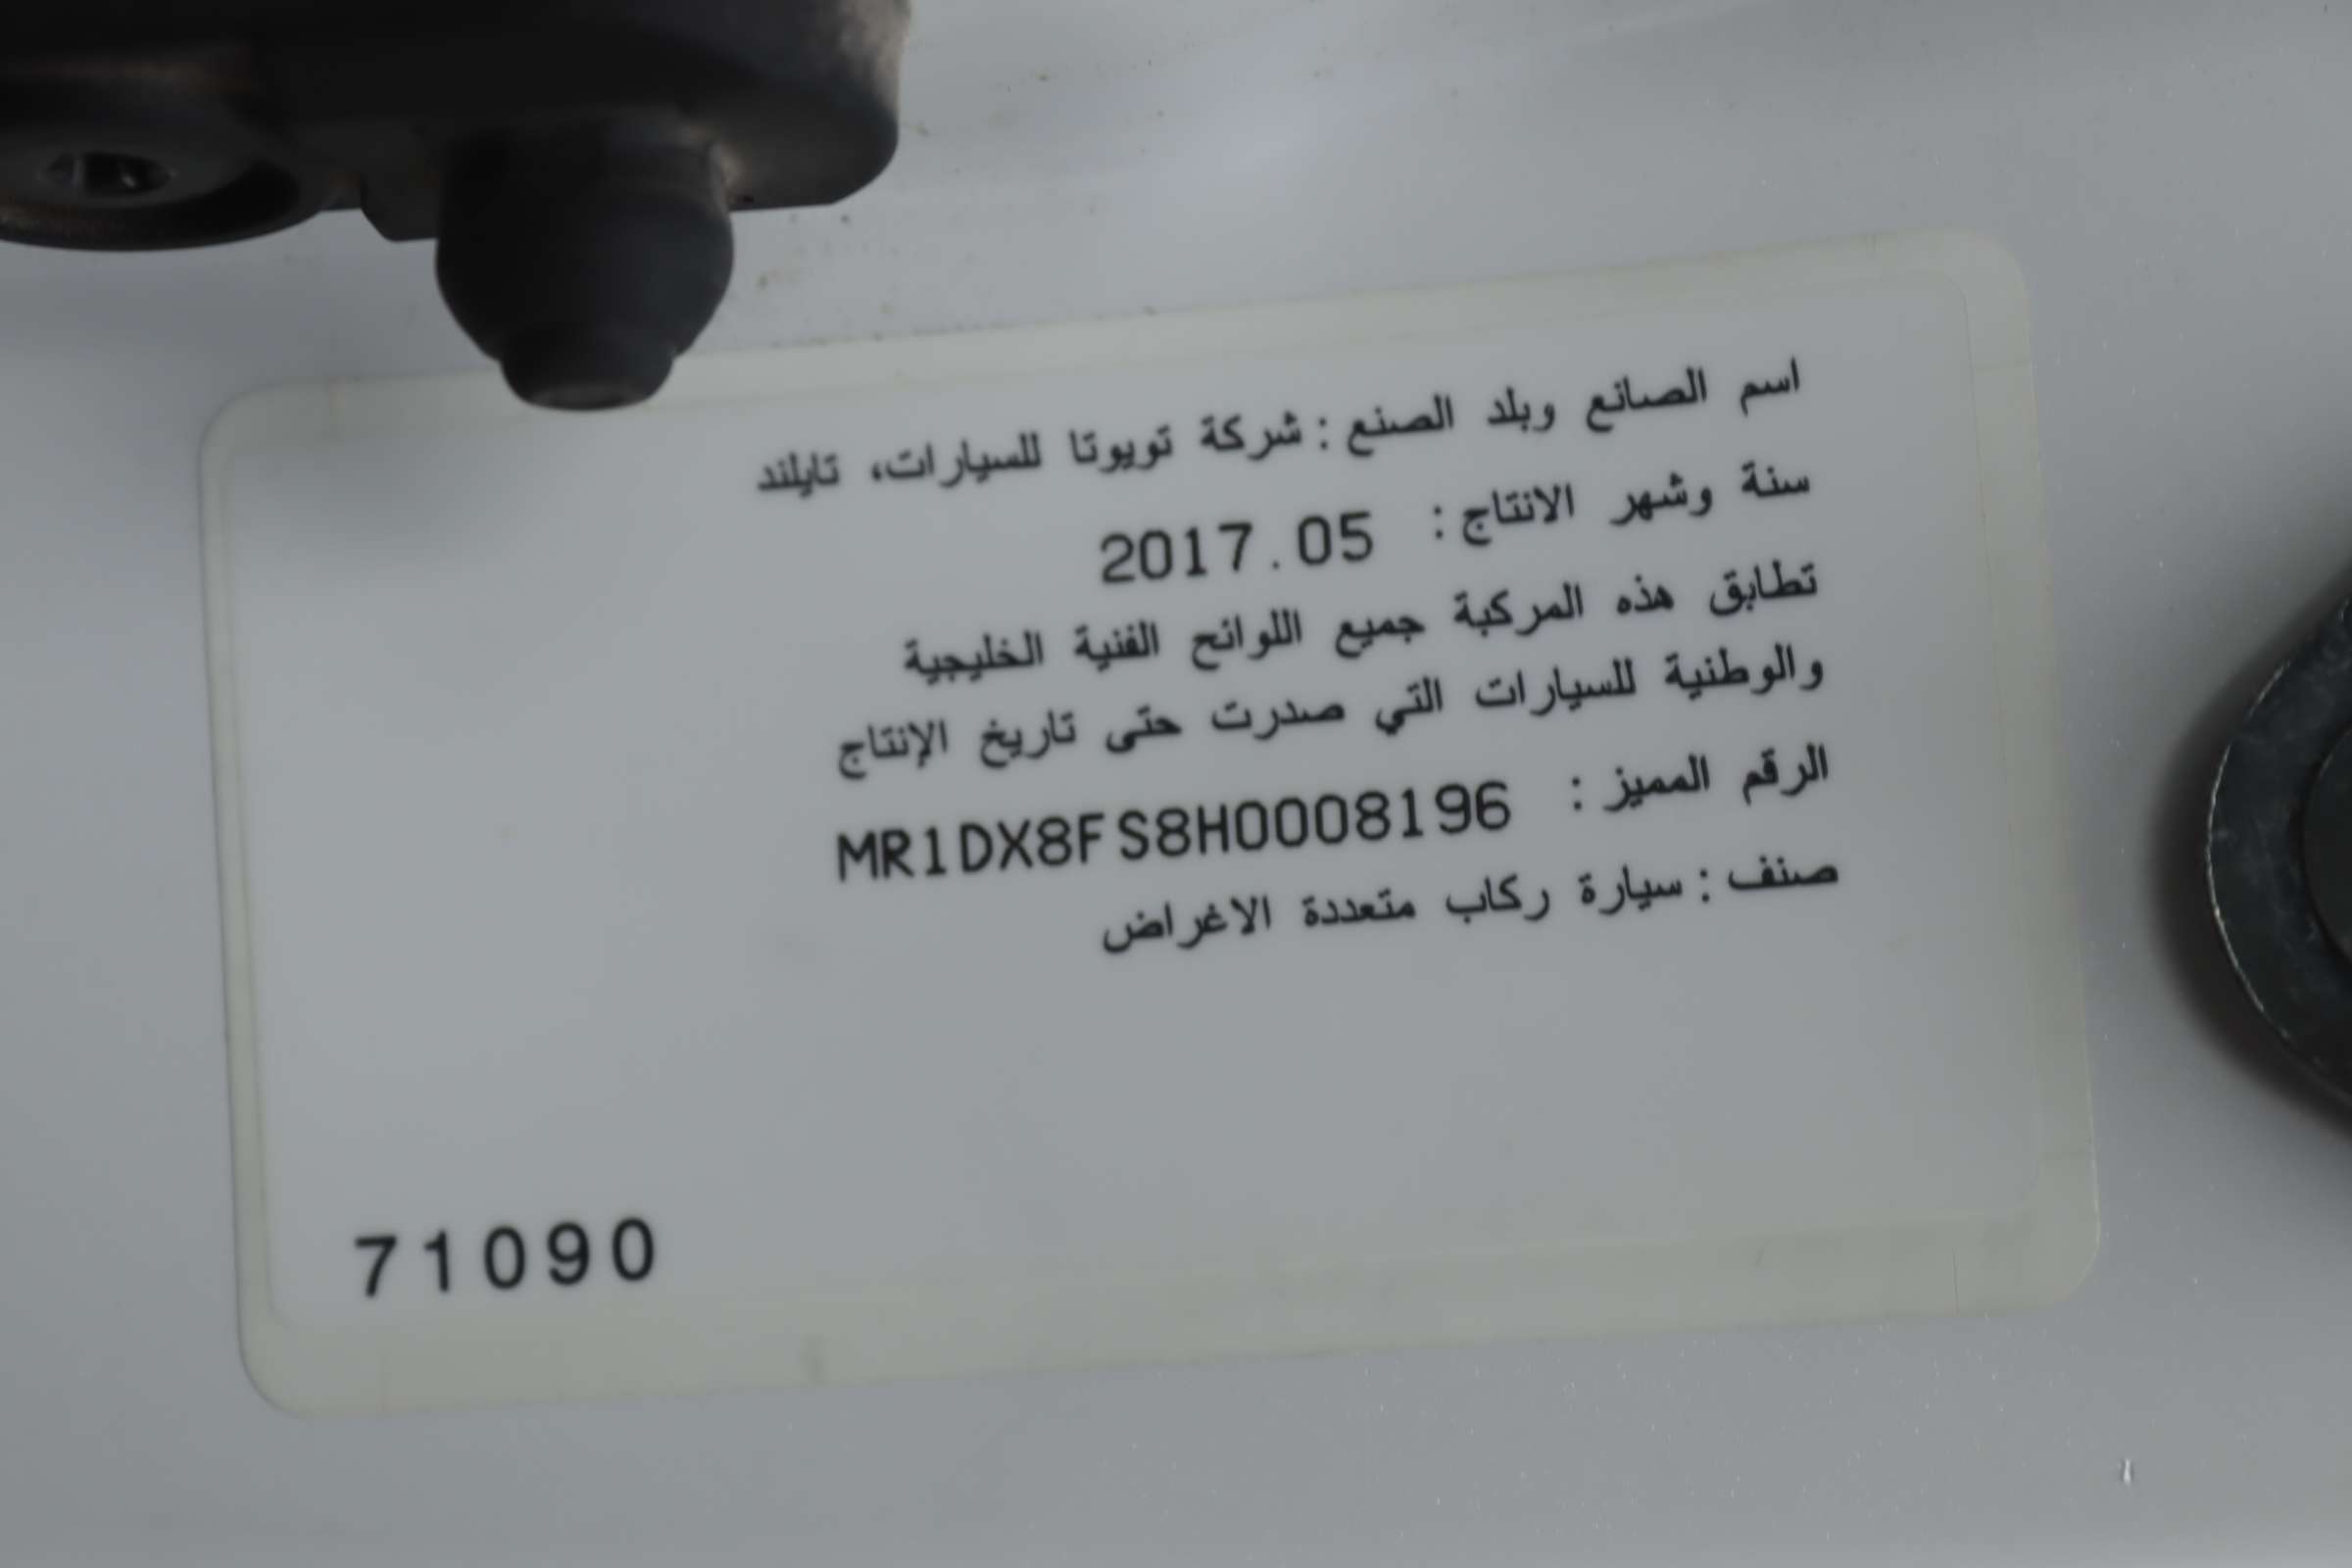 اسم الصانع وبلد الصنع : شركة تويوتا للسيارات، تايلند
سنة وشهر الانتاج : 2017.05
تطابق هذه المركبة جميع اللوائح الفنية الخليجية
والوطنية للسيارات التي صدرت حتى تاريخ الإنتاج
الرقم المميز : MR1DX8FS8H0008196
صنف : سيارة ركاب متعددة الاغراض
71090